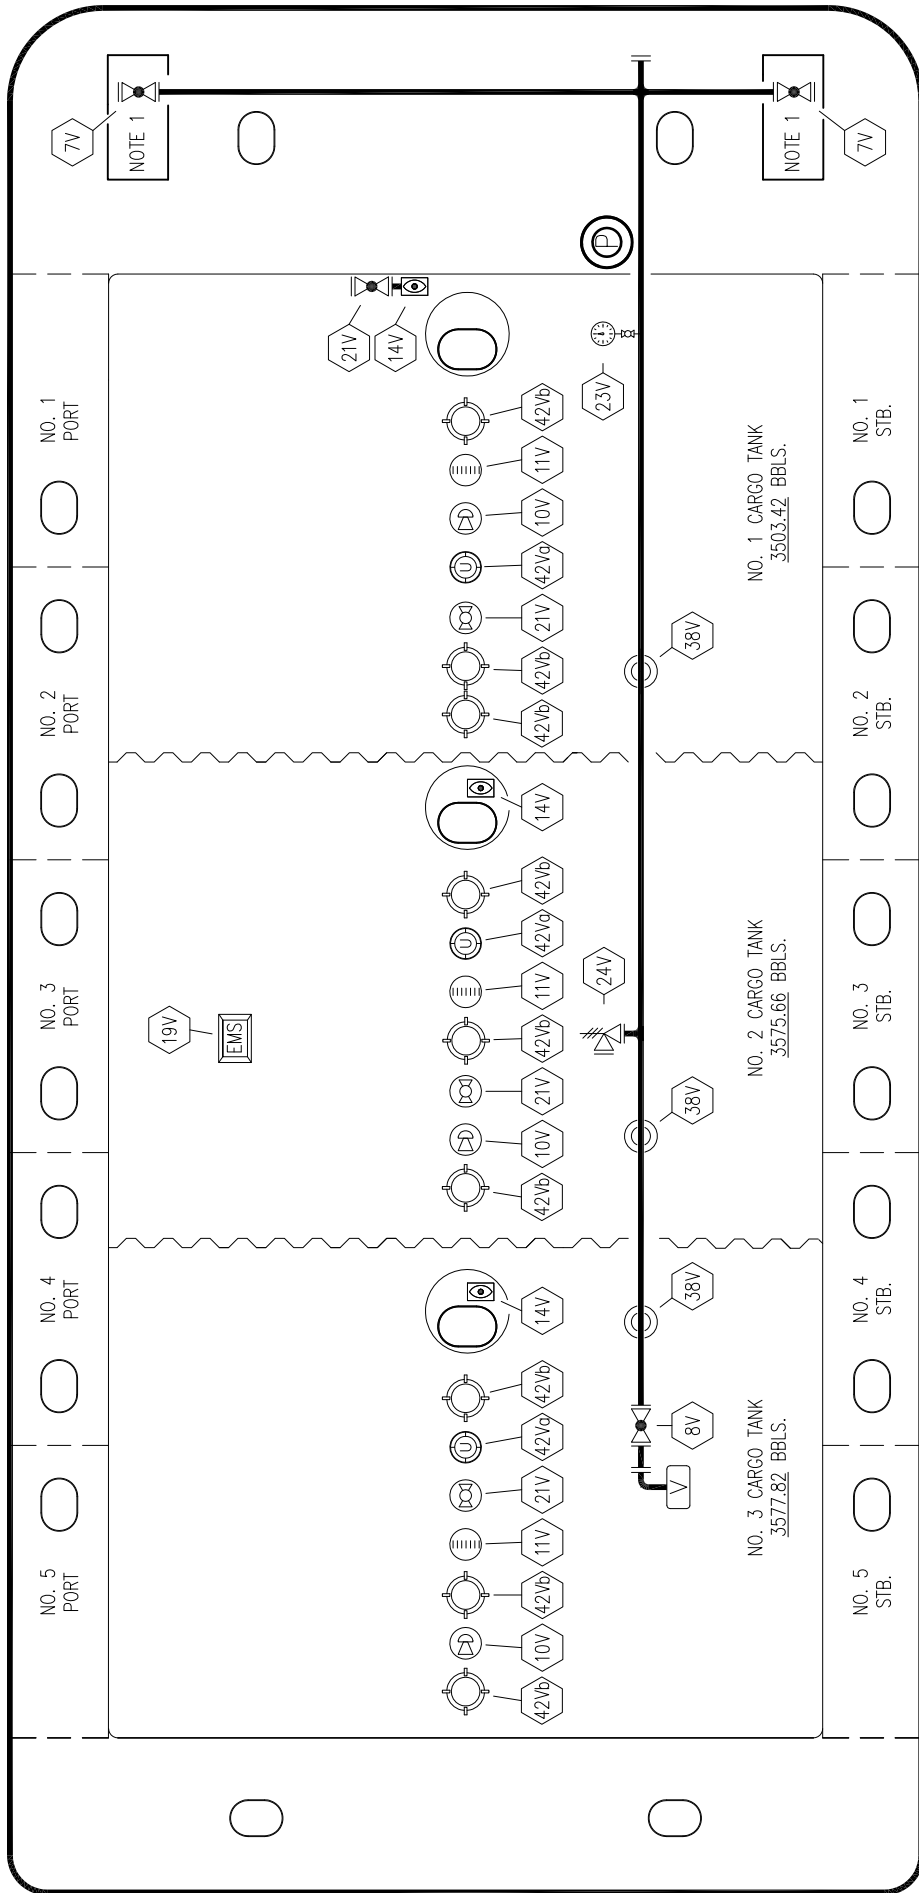 7V
NOTE 1
NOTE 1
7V
P
21V
14V
23V
NO. 1
PORT
42Vb
11V
10V
42Va
21V
42Vb
42Vb
NO. 1 CARGO TANK
3503.42 BBLS.
NO. 1
STB.
38V
NO. 2
PORT
NO. 2
STB.
14V
42Vb
42Va
11V
42Vb
21V
10V
42Vb
U
24V
NO. 3
PORT
19V
EMS
NO. 2 CARGO TANK
3575.66 BBLS.
NO. 3
STB.
38V
U
NO. 4
PORT
14V
38V
NO. 4
STB.
42Vb
42Va
21V
11V
42Vb
10V
42Vb
U
8V
V
NO. 3 CARGO TANK
3577.82 BBLS.
NO. 5
PORT
NO. 5
STB.